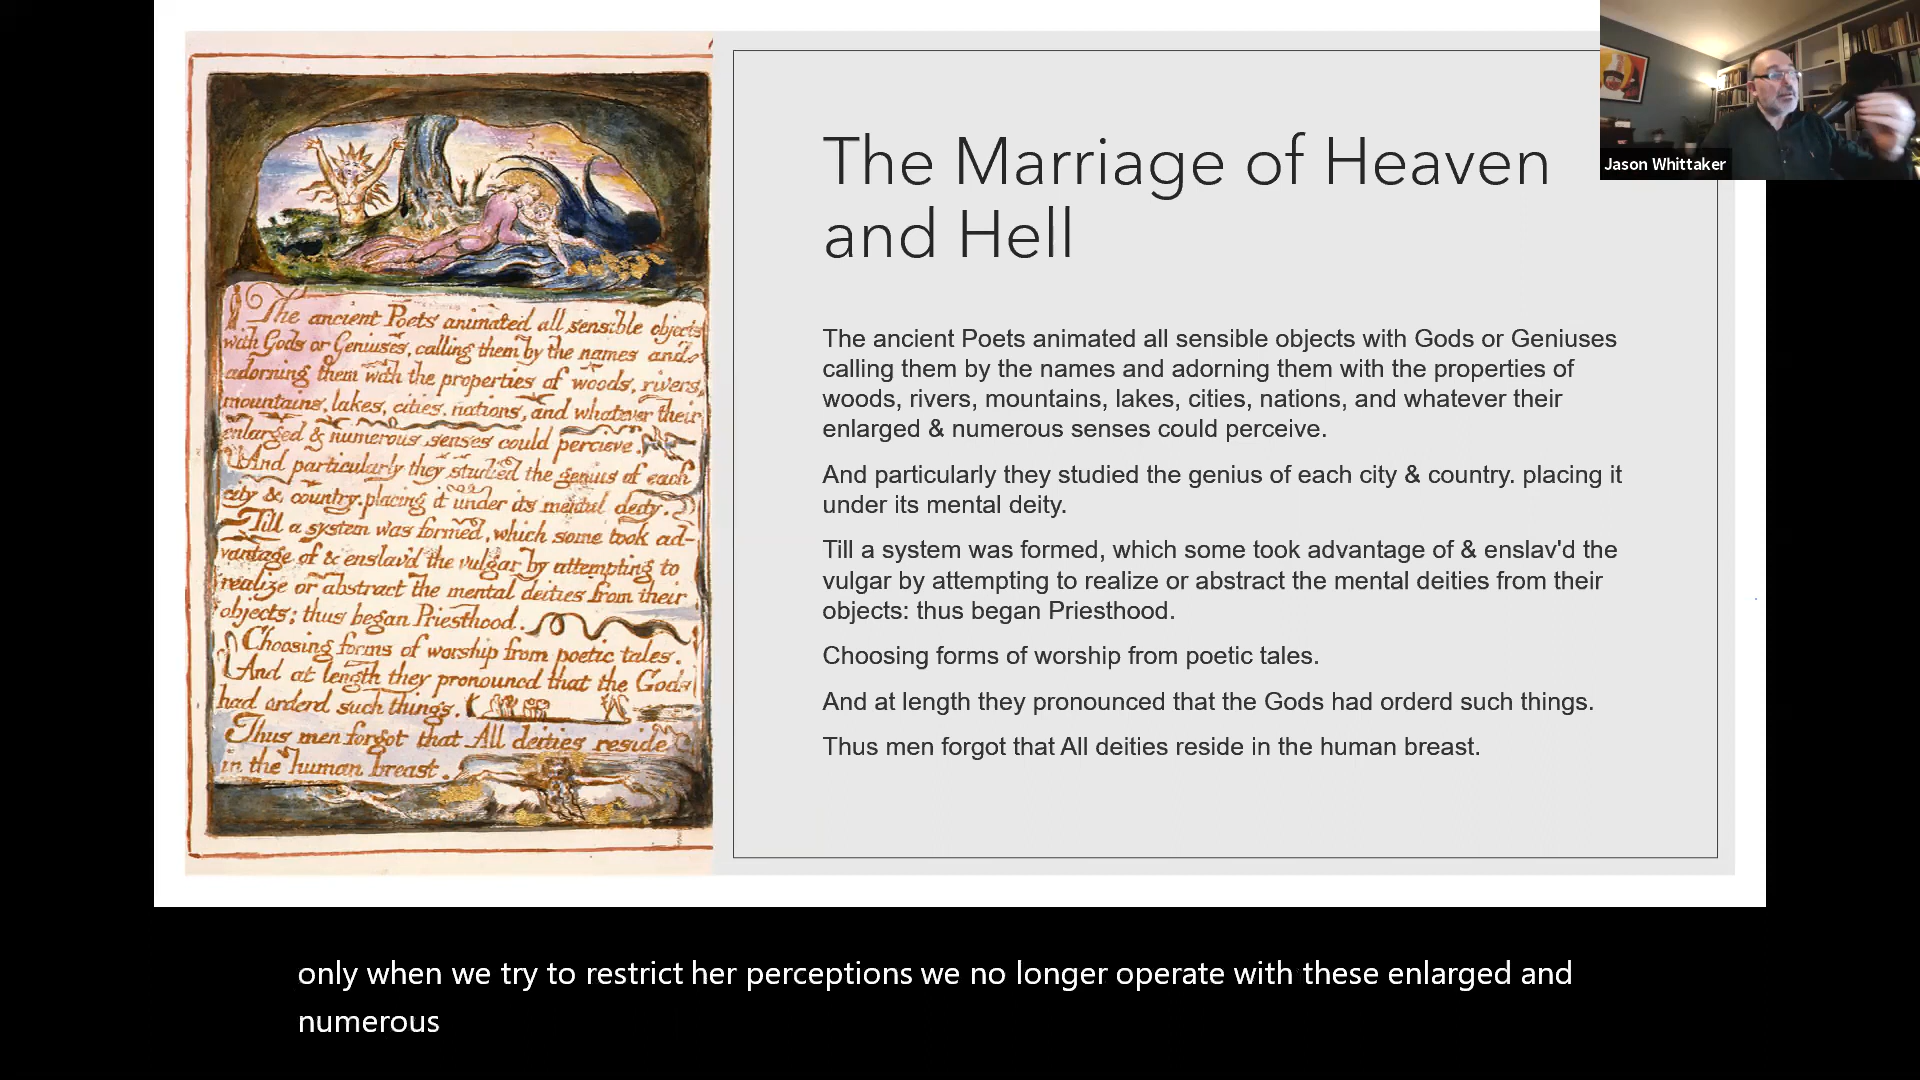 The ancient Poets animated all sensible objects
with Gods or Geniuses, calling them by the names and
adorning them with the properties of woods, rivers,
mountains, lakes, cities, nations, and whatever their
enlarged & numerous senses could percieve.
And particularly they studied the genius of each
city & country. placing it under its mental deity.
Till a system was formed, which some took ad-
vantage of & enslav'd the vulgar by attempting to
realize or abstract the mental deities from their
objects; thus began Priesthood.
Choosing forms of worship from poetic tales.
And at length they pronouncd that the Gods
had orderd such things.
Thus men forgot that All deities reside
in the human breast.
The Marriage of Heaven
and Hell
The ancient Poets animated all sensible objects with Gods or Geniuses
calling them by the names and adorning them with the properties of
woods, rivers, mountains, lakes, cities, nations, and whatever their
enlarged & numerous senses could perceive.
And particularly they studied the genius of each city & country. placing it
under its mental deity.
Till a system was formed, which some took advantage of & enslav'd the
vulgar by attempting to realize or abstract the mental deities from their
objects: thus began Priesthood.
Choosing forms of worship from poetic tales.
And at length they pronounced that the Gods had orderd such things.
Thus men forgot that All deities reside in the human breast.
Jason Whittaker
only when we try to restrict her perceptions we no longer operate with these enlarged and
numerous